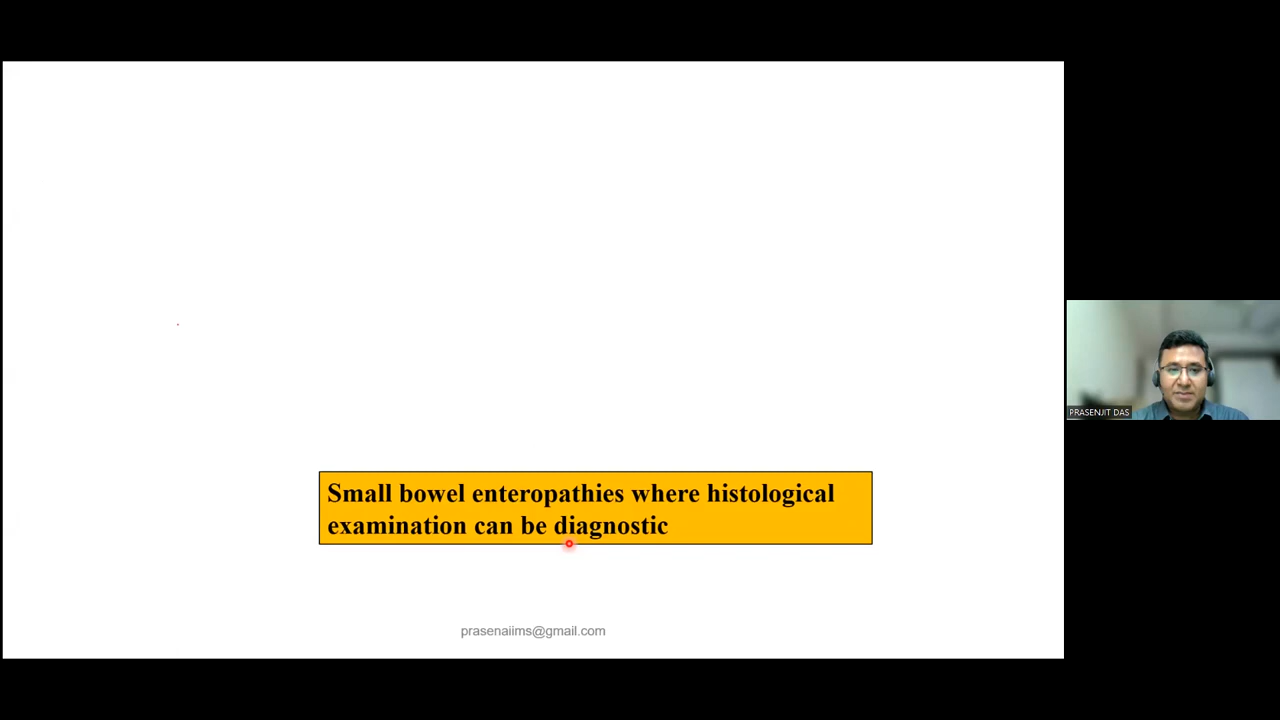 Small bowel enteropathies where histological
examination can be diagnostic
prasenaiims@gmail.com
PRASENJIT DAS